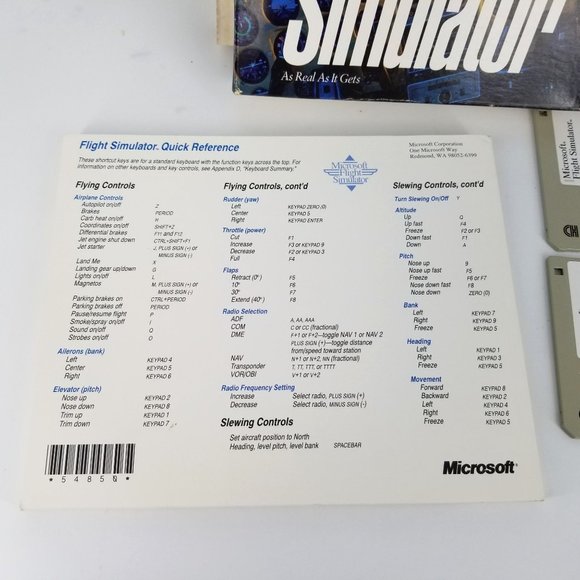 Simulator
As Real As It Gets
Microsoft®
Flight Simulator®
Flight Simulator® Quick Reference
Microsoft Corporation
One Microsoft Way
Redmond, WA 98052-6399
These shortcut keys are for a standard keyboard with the function keys across the top. For
information on other keyboards and key controls, see Appendix D, "Keyboard Summary."
Microsoft
Flight
Simulator
Flying Controls
Airplane Controls
Autopilot on/off Z
Brakes PERIOD
Carb heat on/off H
Coordinates on/off SHIFT+Z
Differential brakes F11 and F12
Jet engine shut down CTRL+SHIFT+F1
Jet starter J, PLUS SIGN (+) or
MINUS SIGN (-)
Land Me X
Landing gear up/down G
Lights on/off L
Magnetos M, PLUS SIGN (+) or
MINUS SIGN (-)
Parking brakes on CTRL+PERIOD
Parking brakes off PERIOD
Pause/resume flight P
Smoke/spray on/off I
Sound on/off Q
Strobes on/off O
Ailerons (bank)
Left KEYPAD 4
Center KEYPAD 5
Right KEYPAD 6
Elevator (pitch)
Nose up KEYPAD 2
Nose down KEYPAD 8
Trim up KEYPAD 1
Trim down KEYPAD 7
Flying Controls, cont'd
Rudder (yaw)
Left KEYPAD ZERO (0)
Center KEYPAD 5
Right KEYPAD ENTER
Throttle (power)
Cut F1
Increase F3 or KEYPAD 9
Decrease F2 or KEYPAD 3
Full F4
Flaps
Retract (0°) F5
10° F6
30° F7
Extend (40°) F8
Radio Selection
ADF A, AA, AAA
COM C or CC (fractional)
DME F+1 or F+2—toggle NAV 1 or NAV 2
PLUS SIGN (+)—toggle distance
from/speed toward station
NAV N+1 or N+2, NN (fractional)
Transponder T, TT, TTT, or TTTT
VOR/OBI V+1 or V+2
Radio Frequency Setting
Increase Select radio, PLUS SIGN (+)
Decrease Select radio, MINUS SIGN (-)
Slewing Controls
Set aircraft position to North
Heading, level pitch, level bank SPACEBAR
Slewing Controls, cont'd
Turn Slewing On/Off Y
Altitude
Up Q
Up fast F4
Freeze F2 or F3
Down fast F1
Down A
Pitch
Nose up 9
Nose up fast F5
Freeze F6 or F7
Nose down fast F8
Nose down ZERO (0)
Bank
Left KEYPAD 7
Right KEYPAD 9
Freeze KEYPAD 5
Heading
Left KEYPAD 1
Right KEYPAD 3
Freeze KEYPAD 5
Movement
Forward KEYPAD 8
Backward KEYPAD 2
Left KEYPAD 4
Right KEYPAD 6
Freeze KEYPAD 5
*54850*
Microsoft®